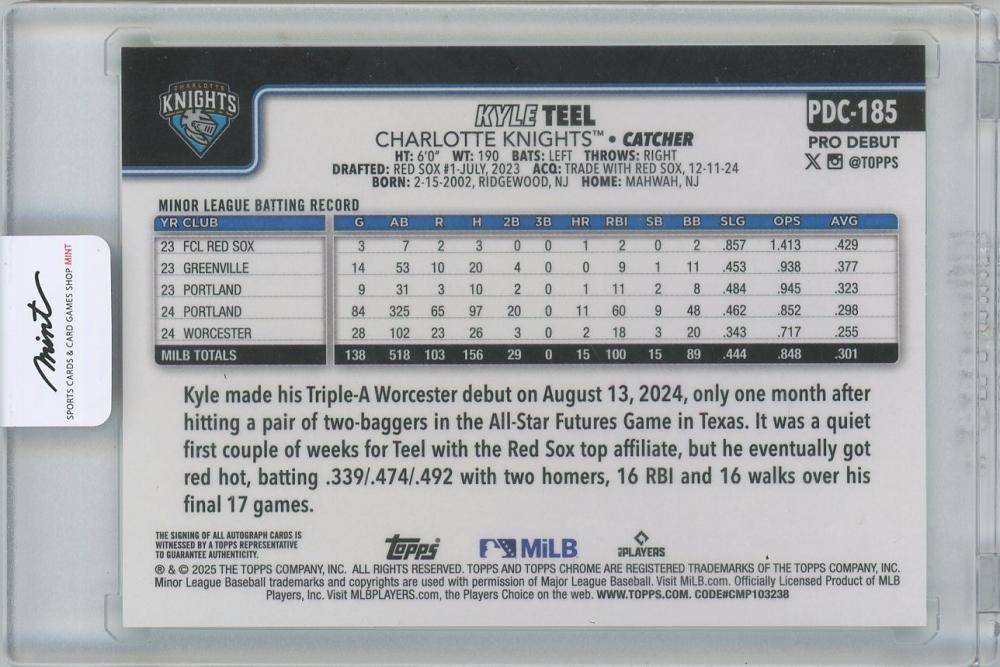 CHARLOTTE
KNIGHTS
KYLE TEEL
CHARLOTTE KNIGHTS™ • CATCHER
HT: 6'0" WT: 190 BATS: LEFT THROWS: RIGHT
DRAFTED: RED SOX #1-JULY, 2023 ACQ: TRADE WITH RED SOX, 12-11-24
BORN: 2-15-2002, RIDGEWOOD, NJ HOME: MAHWAH, NJ
PDC-185
PRO DEBUT
@TOPPS
MINOR LEAGUE BATTING RECORD
YR CLUB G AB R H 2B 3B HR RBI SB BB SLG OPS AVG
23 FCL RED SOX 3 7 2 3 0 0 1 2 0 2 .857 1.413 .429
23 GREENVILLE 14 53 10 20 4 0 0 9 1 11 .453 .938 .377
23 PORTLAND 9 31 3 10 2 0 1 11 2 8 .484 .945 .323
24 PORTLAND 84 325 65 97 20 0 11 60 9 48 .462 .852 .298
24 WORCESTER 28 102 23 26 3 0 2 18 3 20 .343 .717 .255
MILB TOTALS 138 518 103 156 29 0 15 100 15 89 .444 .848 .301
Kyle made his Triple-A Worcester debut on August 13, 2024, only one month after
hitting a pair of two-baggers in the All-Star Futures Game in Texas. It was a quiet
first couple of weeks for Teel with the Red Sox top affiliate, but he eventually got
red hot, batting .339/.474/.492 with two homers, 16 RBI and 16 walks over his
final 17 games.
THE SIGNING OF ALL AUTOGRAPH CARDS IS
WITNESSED BY A TOPPS REPRESENTATIVE
TO GUARANTEE AUTHENTICITY.
Topps
MiLB
PLAYERS
® & © 2025 THE TOPPS COMPANY, INC. ALL RIGHTS RESERVED. TOPPS AND TOPPS CHROME ARE REGISTERED TRADEMARKS OF THE TOPPS COMPANY, INC.
Minor League Baseball trademarks and copyrights are used with permission of Major League Baseball. Visit MiLB.com. Officially Licensed Product of MLB
Players, Inc. Visit MLBPLAYERS.com, the Players Choice on the web. WWW.TOPPS.COM. CODE#CMP103238
mint
SPORTS CARDS & CARD GAMES SHOP MINT